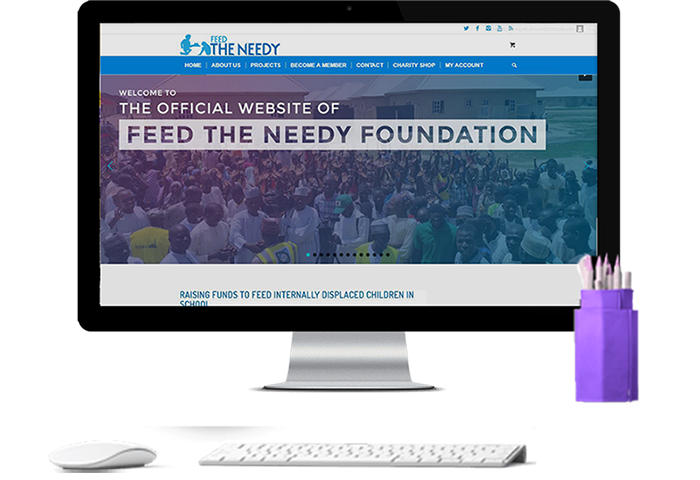 FEED
THE NEEDY
HOME ABOUT US PROJECTS BECOME A MEMBER CONTACT CHARITY SHOP MY ACCOUNT
WELCOME TO
THE OFFICIAL WEBSITE OF
FEED THE NEEDY FOUNDATION
RAISING FUNDS TO FEED INTERNALLY DISPLACED CHILDREN IN
SCHOOL